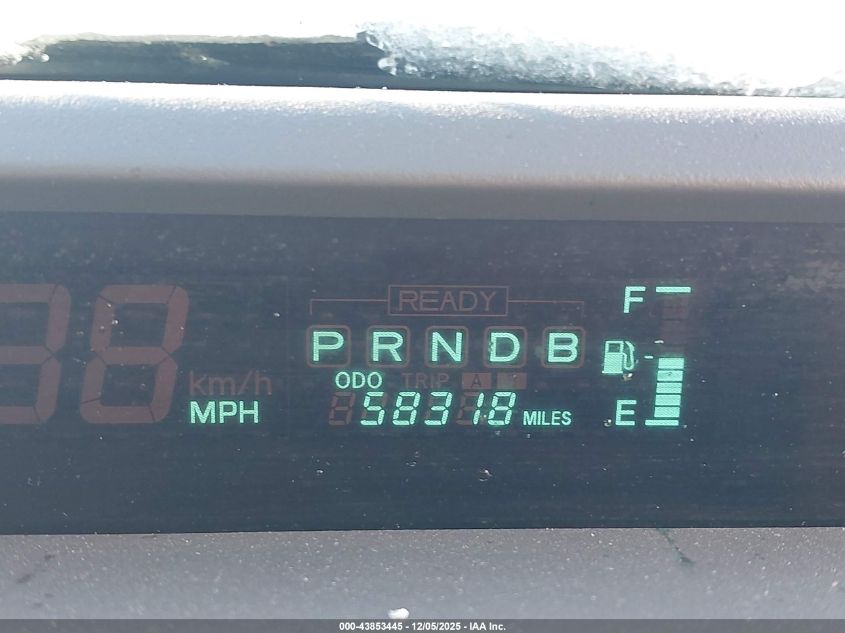 READY
F
P R N D B
km/h
ODO TRIP A B
MPH
58318 MILES
E
000-43853445 - 12/05/2025 - IAA Inc.